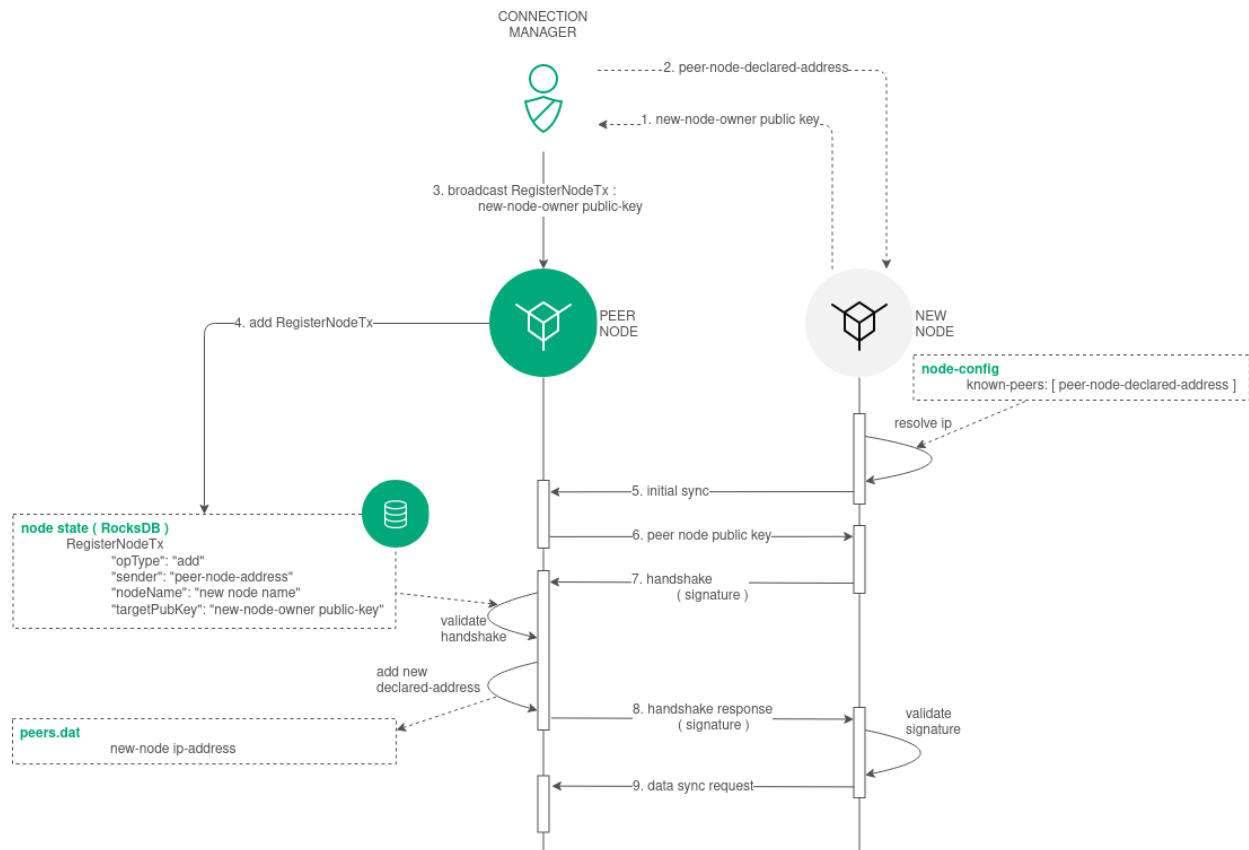 CONNECTION
MANAGER
2. peer-node-declared-address
1. new-node-owner public key
3. broadcast RegisterNodeTx :
new-node-owner public-key
4. add RegisterNodeTx
PEER
NODE
NEW
NODE
node-config
known-peers: [ peer-node-declared-address ]
resolve ip
5. initial sync
node state ( RocksDB )
RegisterNodeTx
"opType": "add"
"sender": "peer-node-address"
"nodeName": "new node name"
"targetPubKey": "new-node-owner public-key"
6. peer node public key
7. handshake
( signature )
validate
handshake
add new
declared-address
peers.dat
new-node ip-address
8. handshake response
( signature )
validate
signature
9. data sync request